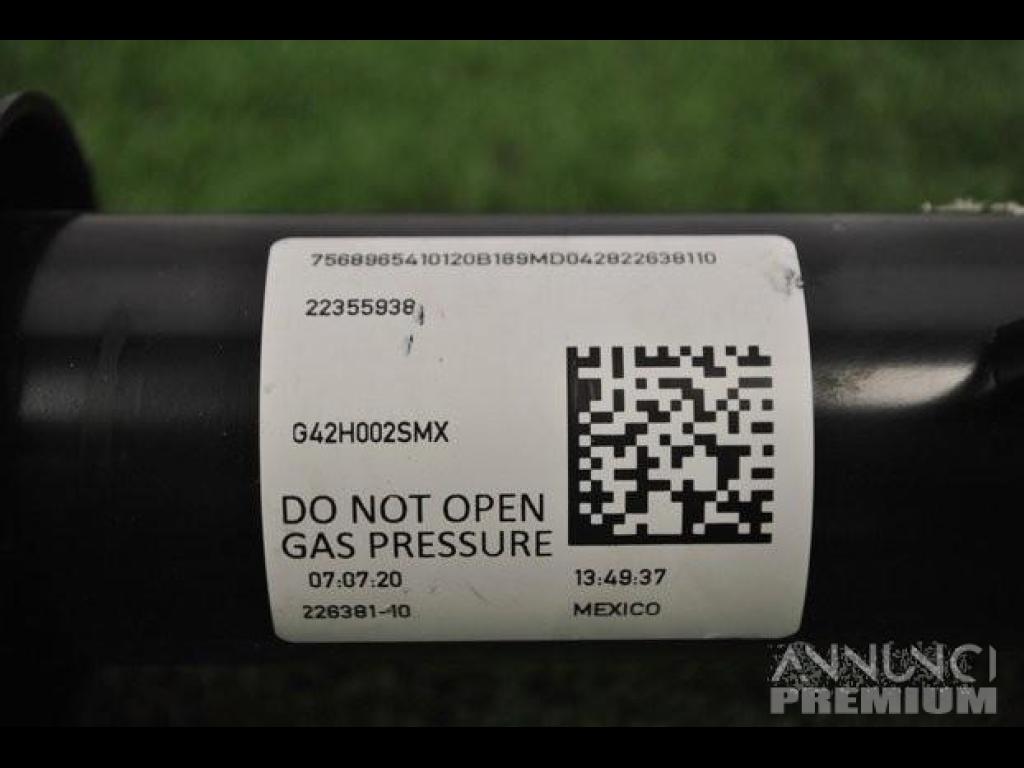 7568965410120B189MD042822638110
22355938
G42H002SMX
DO NOT OPEN
GAS PRESSURE
07:07:20 13:49:37
226381-10 MEXICO
ANNUNCI
PREMIUM